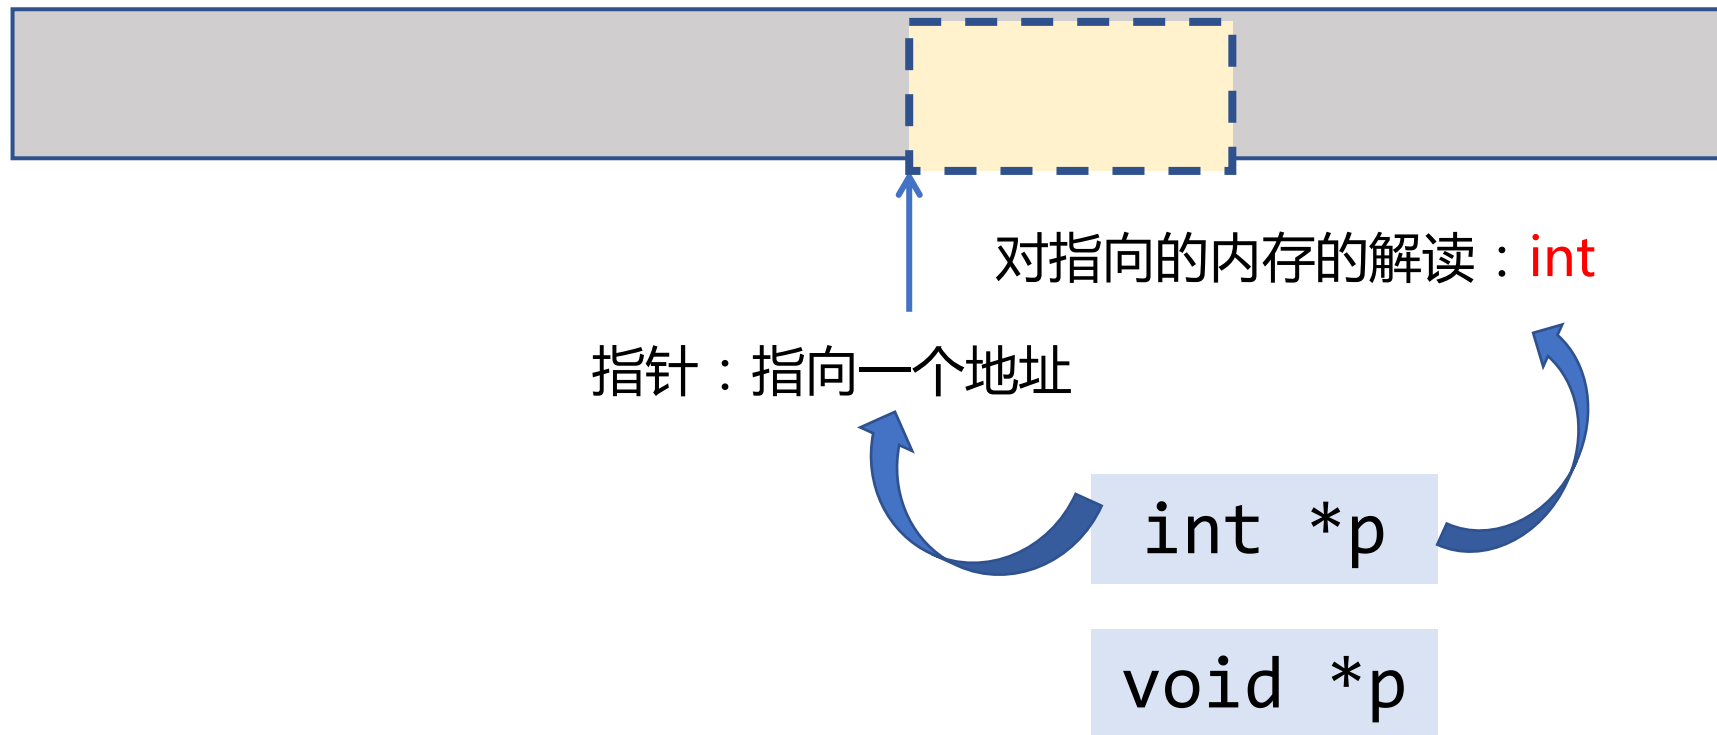 对指向的内存的解读：int
指针：指向一个地址
int *p
void *p